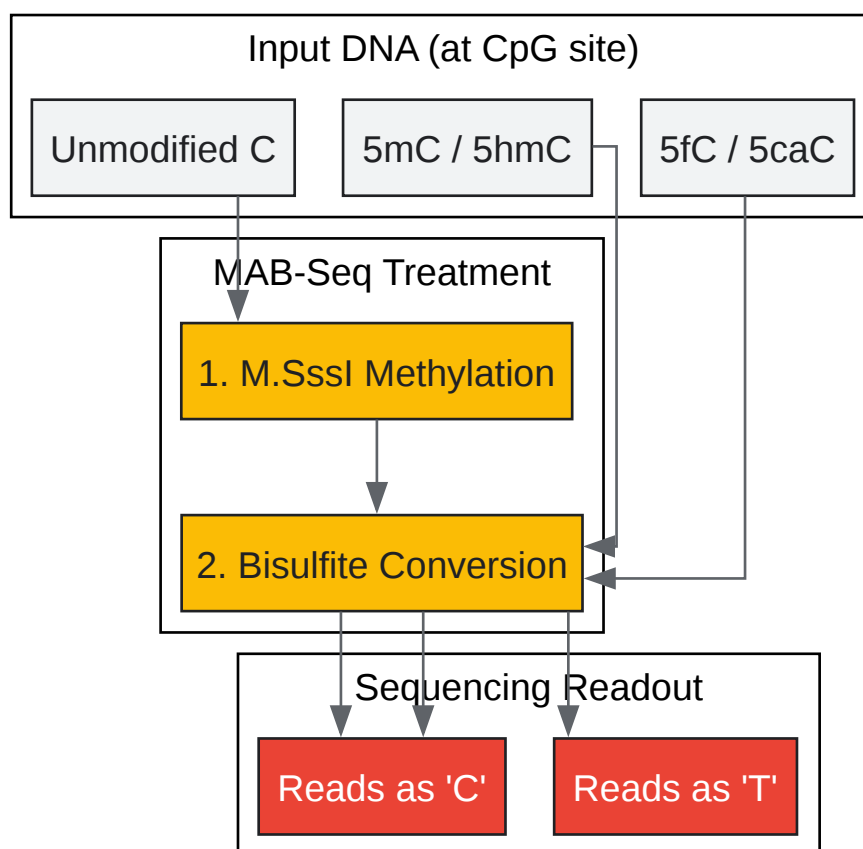 Input DNA (at CpG site)
Unmodified C
5mC / 5hmC
5fC / 5caC
MAB-Seq Treatment
1. M.SssI Methylation
2. Bisulfite Conversion
Sequencing Readout
Reads as 'C'
Reads as 'T'